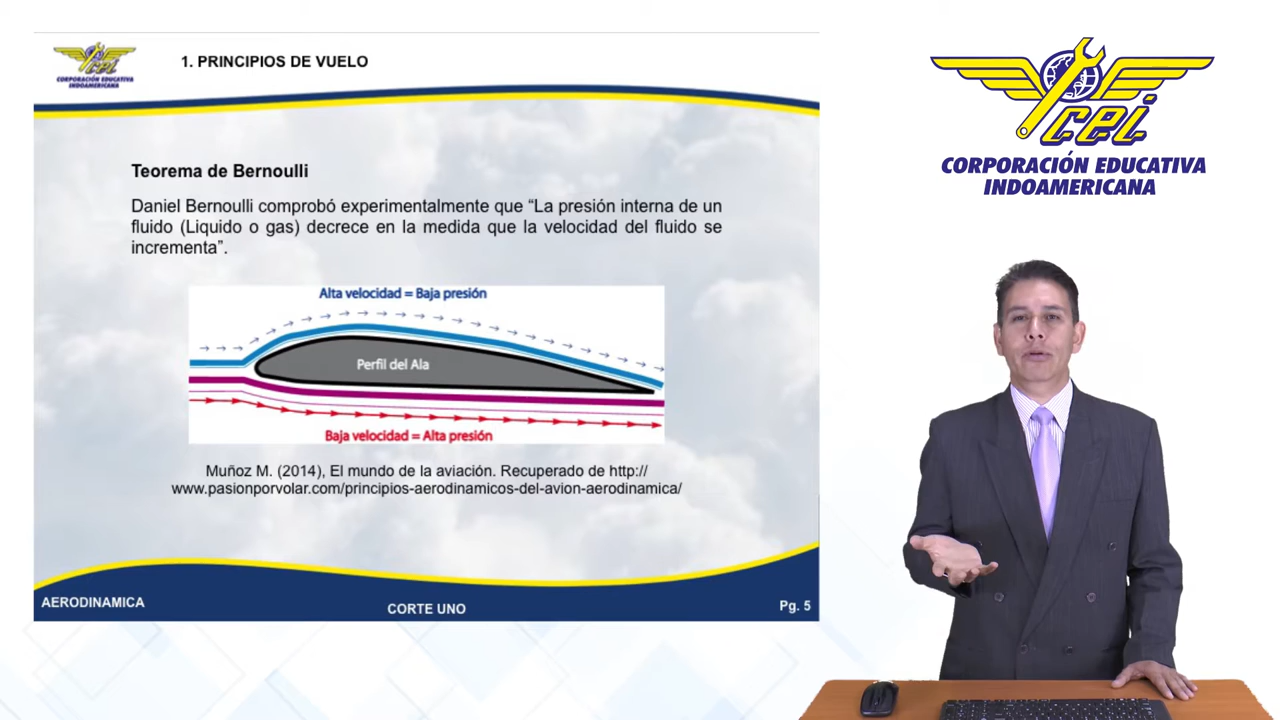 cei
CORPORACIÓN EDUCATIVA
INDOAMERICANA
1. PRINCIPIOS DE VUELO
Teorema de Bernoulli
Daniel Bernoulli comprobó experimentalmente que “La presión interna de un
fluido (Liquido o gas) decrece en la medida que la velocidad del fluido se
incrementa”.
Alta velocidad = Baja presión
Perfil del Ala
Baja velocidad = Alta presión
Muñoz M. (2014), El mundo de la aviación. Recuperado de http://
www.pasionporvolar.com/principios-aerodinamicos-del-avion-aerodinamica/
AERODINAMICA
CORTE UNO
Pg. 5
cei
CORPORACIÓN EDUCATIVA
INDOAMERICANA